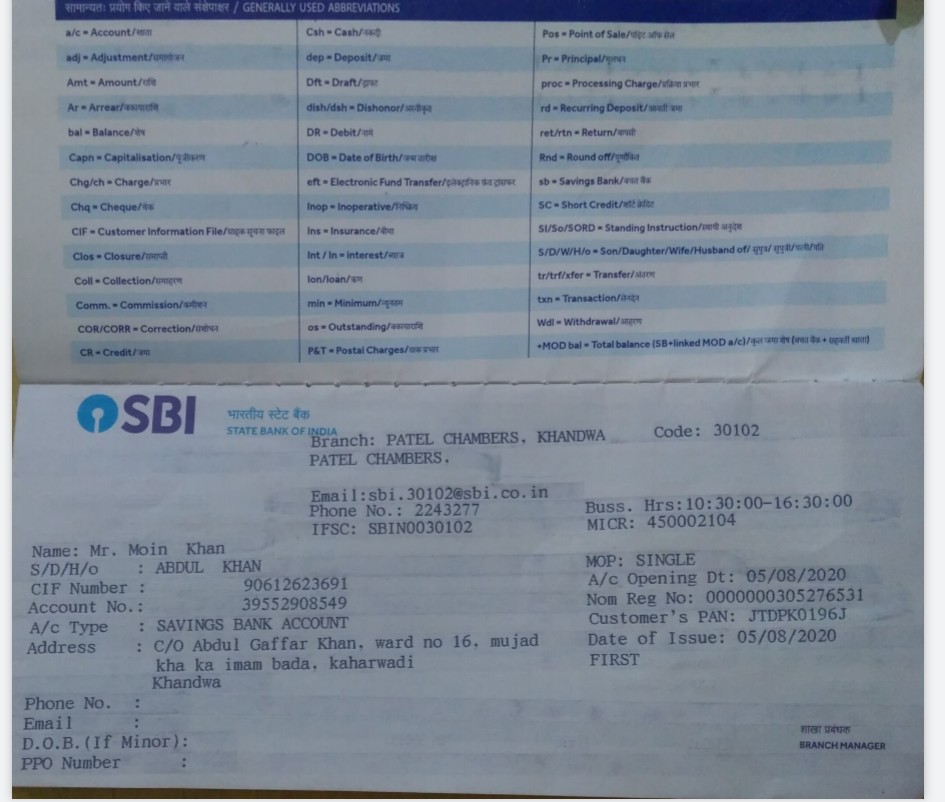 सामान्यतः प्रयोग किए जाने वाले संक्षेपाक्षर / GENERALLY USED ABBREVIATIONS
a/c = Account/खाता
adj = Adjustment/समायोजन
Amt = Amount/राशि
Ar = Arrear/बकायाराशि
bal = Balance/शेष
Capn = Capitalisation/पूंजीकरण
Chg/ch = Charge/प्रभार
Chq = Cheque/चेक
CIF = Customer Information File/ग्राहक सूचना फाइल
Clos = Closure/समाप्ती
Coll = Collection/समाहरण
Comm. = Commission/कमीशन
COR/CORR = Correction/संशोधन
CR = Credit/जमा
Csh = Cash/नकदी
dep = Deposit/जमा
Dft = Draft/ड्राफ्ट
dish/dsh = Dishonor/अस्वीकृत
DR = Debit/नामे
DOB = Date of Birth/जन्म तारीख
eft = Electronic Fund Transfer/इलेक्ट्रानिक फंड ट्रांसफर
Inop = Inoperative/निष्क्रिय
Ins = Insurance/बीमा
Int / In = interest/ब्याज
lon/loan/ऋण
min = Minimum/न्यूनतम
os = Outstanding/बकायाराशि
P&T = Postal Charges/डाक प्रभार
Pos = Point of Sale/पॉइंट ऑफ सेल
Pr = Principal/मूलधन
proc = Processing Charge/प्रक्रिया प्रभार
rd = Recurring Deposit/आवर्ती जमा
ret/rtn = Return/वापसी
Rnd = Round off/पूर्णांकित
sb = Savings Bank/बचत बैंक
SC = Short Credit/शॉर्ट क्रेडिट
SI/So/SORD = Standing Instruction/स्थायी अनुदेश
S/D/W/H/o = Son/Daughter/Wife/Husband of/ सुपुत्र/ सुपुत्री/पत्नी/पति
tr/trf/xfer = Transfer/अंतरण
txn = Transaction/लेनदेन
Wdl = Withdrawal/आहरण
+MOD bal = Total balance (SB+linked MOD a/c)/कुल जमा शेष (बचत बैंक + सहवर्ती खाता)
SBI भारतीय स्टेट बैंक
STATE BANK OF INDIA
Branch: PATEL CHAMBERS, KHANDWA Code: 30102
PATEL CHAMBERS,
Email:sbi.30102@sbi.co.in
Phone No.: 2243277 Buss. Hrs:10:30:00-16:30:00
IFSC: SBIN0030102 MICR: 450002104
Name: Mr. Moin Khan
S/D/H/o : ABDUL KHAN MOP: SINGLE
CIF Number : 90612623691 A/c Opening Dt: 05/08/2020
Account No.: 39552908549 Nom Reg No: 0000000305276531
A/c Type : SAVINGS BANK ACCOUNT Customer's PAN: JTDPK0196J
Address : C/O Abdul Gaffar Khan, ward no 16, mujad Date of Issue: 05/08/2020
kha ka imam bada, kaharwadi FIRST
Khandwa
Phone No. :
Email :
D.O.B.(If Minor):
PPO Number :
शाखा प्रबंधक
BRANCH MANAGER